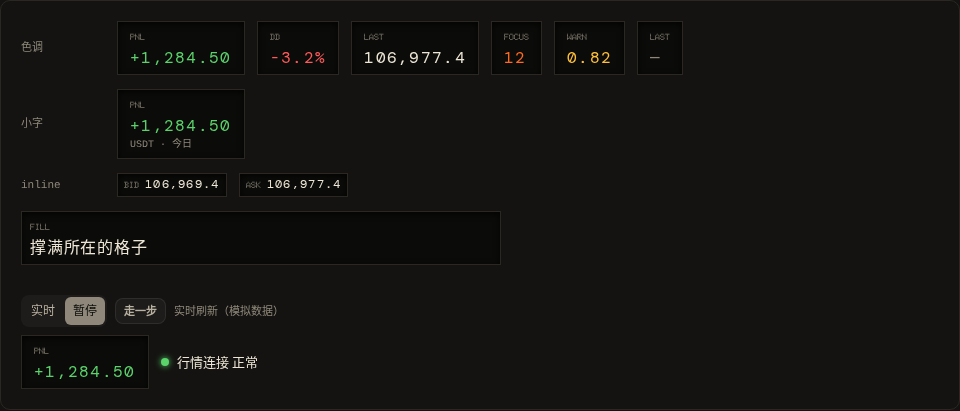 色调
PNL DD LAST FOCUS WARN LAST
+1,284.50 -3.2% 106,977.4 12 0.82 —
小字
PNL
+1,284.50
USDT · 今日
inline BID 106,969.4 ASK 106,977.4
FILL
撑满所在的格子
实时 暂停 走一步 实时刷新（模拟数据）
PNL
+1,284.50
行情连接 正常